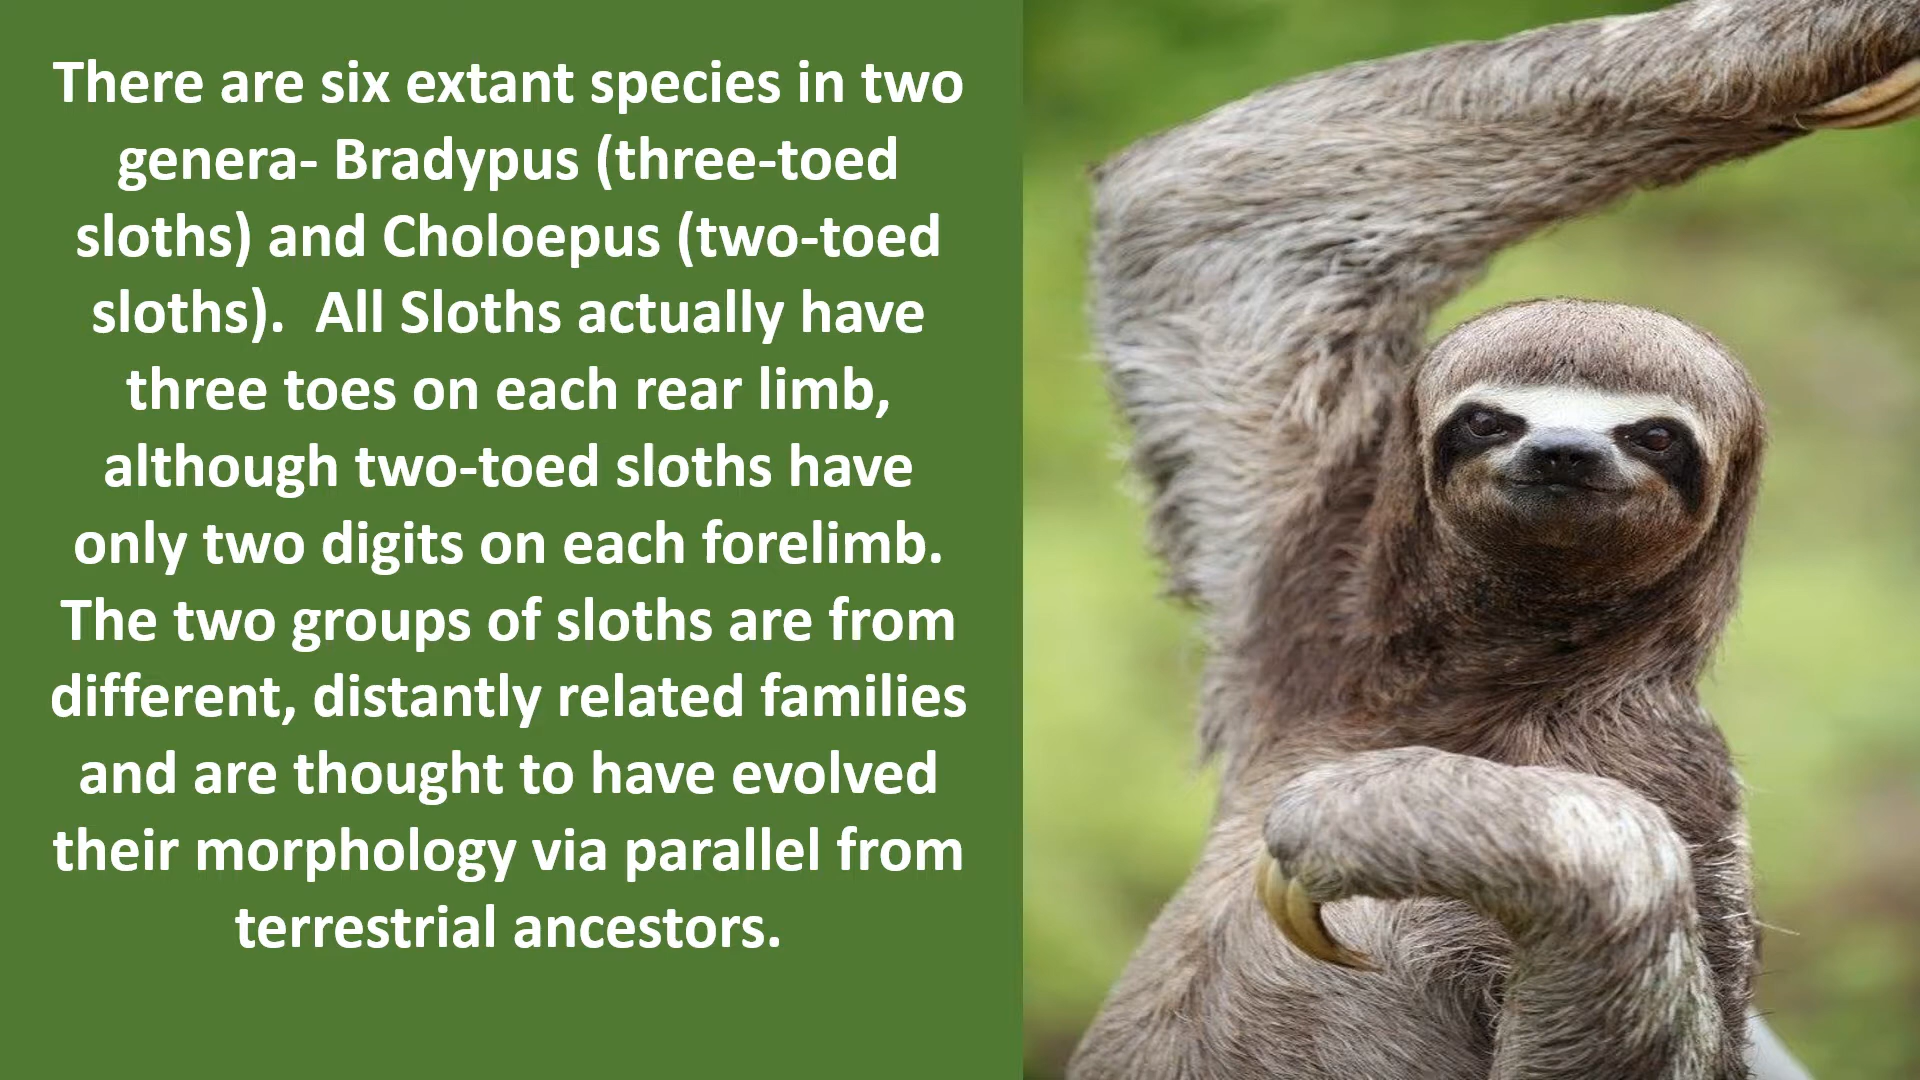 There are six extant species in two
genera- Bradypus (three-toed
sloths) and Choloepus (two-toed
sloths).  All Sloths actually have
three toes on each rear limb,
although two-toed sloths have
only two digits on each forelimb.
The two groups of sloths are from
different, distantly related families
and are thought to have evolved
their morphology via parallel from
terrestrial ancestors.